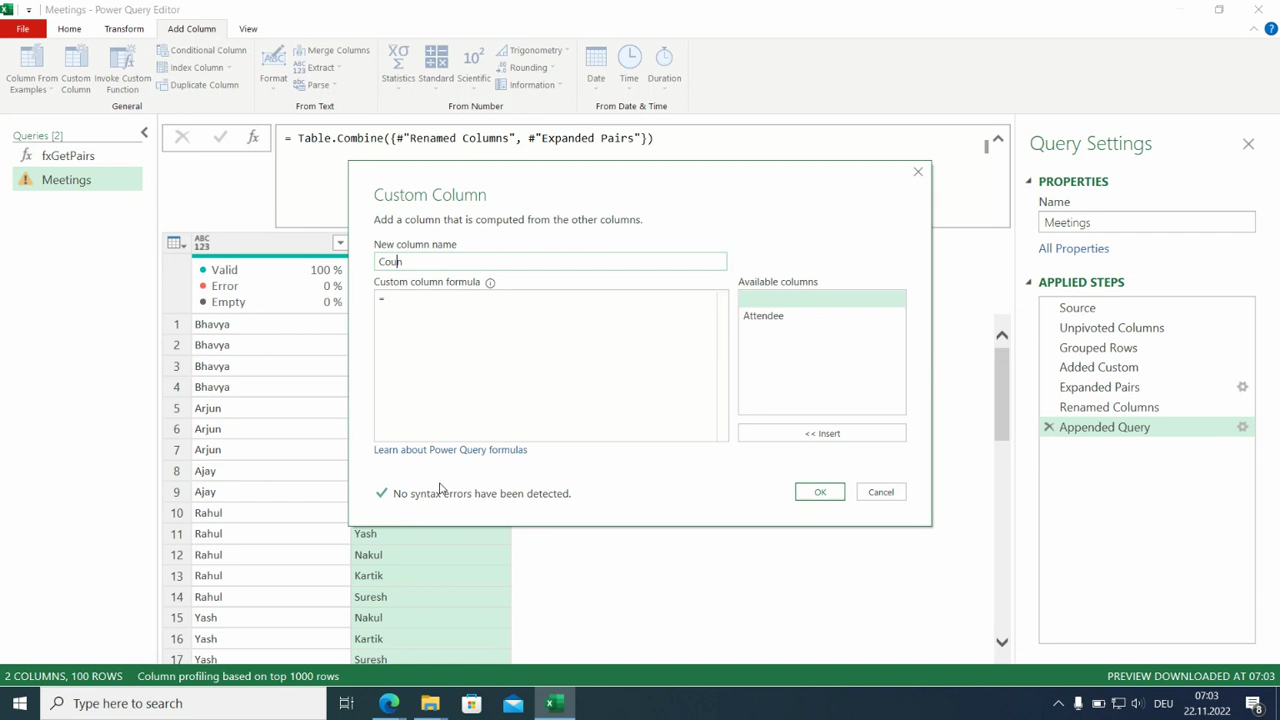 Meetings - Power Query Editor
File Home Transform Add Column View
Column From Examples
Custom Column
Invoke Custom Function
Conditional Column
Index Column
Duplicate Column
General
Format
Merge Columns
Extract
Parse
From Text
Statistics
Standard
Scientific
Trigonometry
Rounding
Information
From Number
Date
Time
Duration
From Date & Time
Queries [2]
fxGetPairs
Meetings
= Table.Combine({#"Renamed Columns", #"Expanded Pairs"})
ABC
123
Valid 100 %
Error 0 %
Empty 0 %
1 Bhavya
2 Bhavya
3 Bhavya
4 Bhavya
5 Arjun
6 Arjun
7 Arjun
8 Ajay
9 Ajay
10 Rahul
11 Rahul Yash
12 Rahul Nakul
13 Rahul Kartik
14 Rahul Suresh
15 Yash Nakul
16 Yash Kartik
17 Yash Suresh
Custom Column
Add a column that is computed from the other columns.
New column name
Coun
Custom column formula
=
Available columns
Attendee
<< Insert
Learn about Power Query formulas
No syntax errors have been detected.
OK Cancel
Query Settings
PROPERTIES
Name
Meetings
All Properties
APPLIED STEPS
Source
Unpivoted Columns
Grouped Rows
Added Custom
Expanded Pairs
Renamed Columns
Appended Query
2 COLUMNS, 100 ROWS Column profiling based on top 1000 rows PREVIEW DOWNLOADED AT 07:03
Type here to search
DEU
07:03
22.11.2022
8